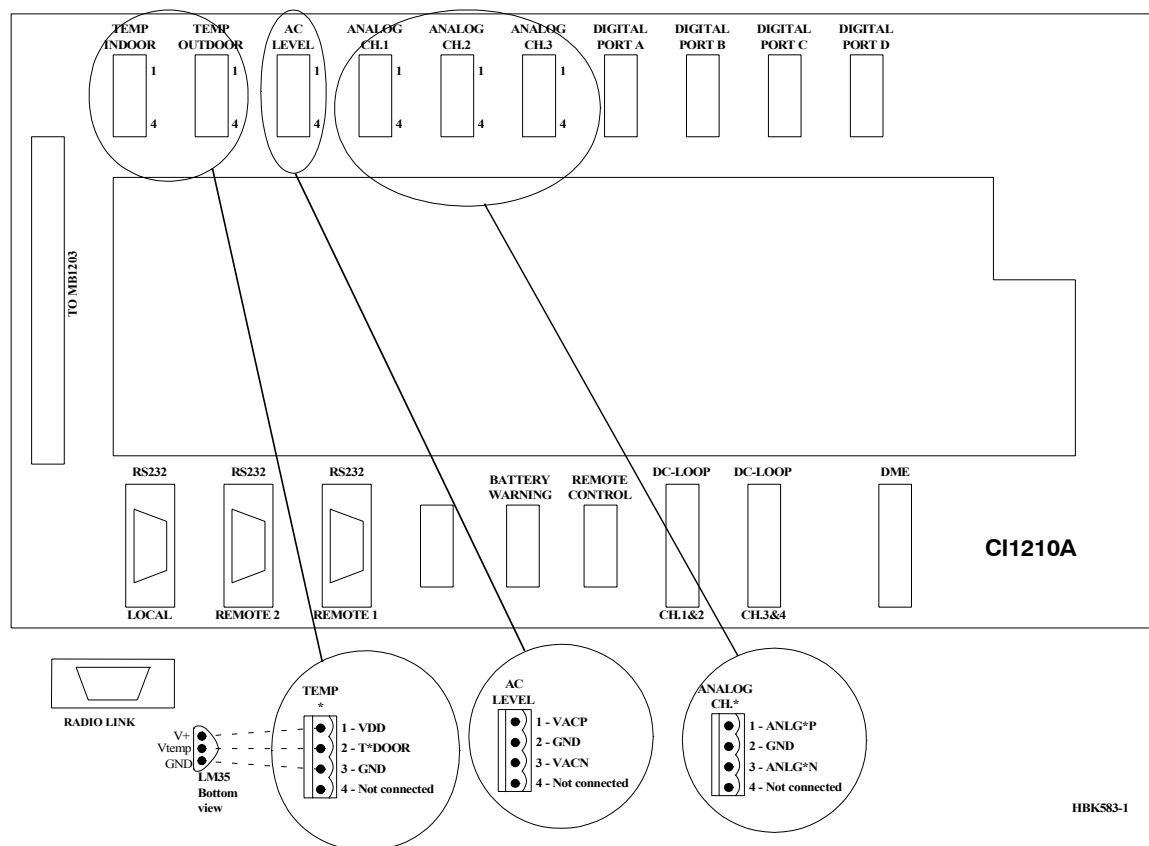 TEMP
INDOOR
TEMP
OUTDOOR
AC
LEVEL
ANALOG
CH.1
ANALOG
CH.2
ANALOG
CH.3
DIGITAL
PORT A
DIGITAL
PORT B
DIGITAL
PORT C
DIGITAL
PORT D
1
1
1
1
1
1
4
4
4
4
4
4
TO MB1203
RS232
RS232
RS232
BATTERY
WARNING
REMOTE
CONTROL
DC-LOOP
DC-LOOP
DME
CI1210A
LOCAL
REMOTE 2
REMOTE 1
CH.1&2
CH.3&4
RADIO LINK
V+
Vtemp
GND
LM35
Bottom
view
TEMP
*
1 - VDD
2 - T*DOOR
3 - GND
4 - Not connected
AC
LEVEL
1 - VACP
2 - GND
3 - VACN
4 - Not connected
ANALOG
CH.*
1 - ANLG*P
2 - GND
3 - ANLG*N
4 - Not connected
HBK583-1